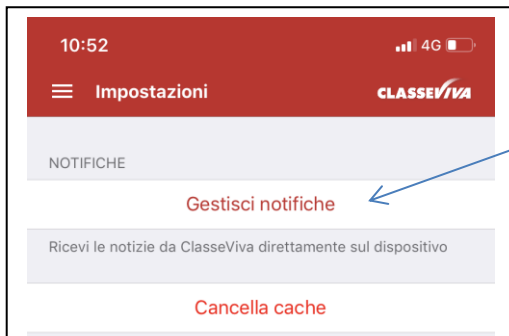 10:52 4G
Impostazioni CLASSEVIVA
NOTIFICHE
Gestisci notifiche
Ricevi le notizie da ClasseViva direttamente sul dispositivo
Cancella cache